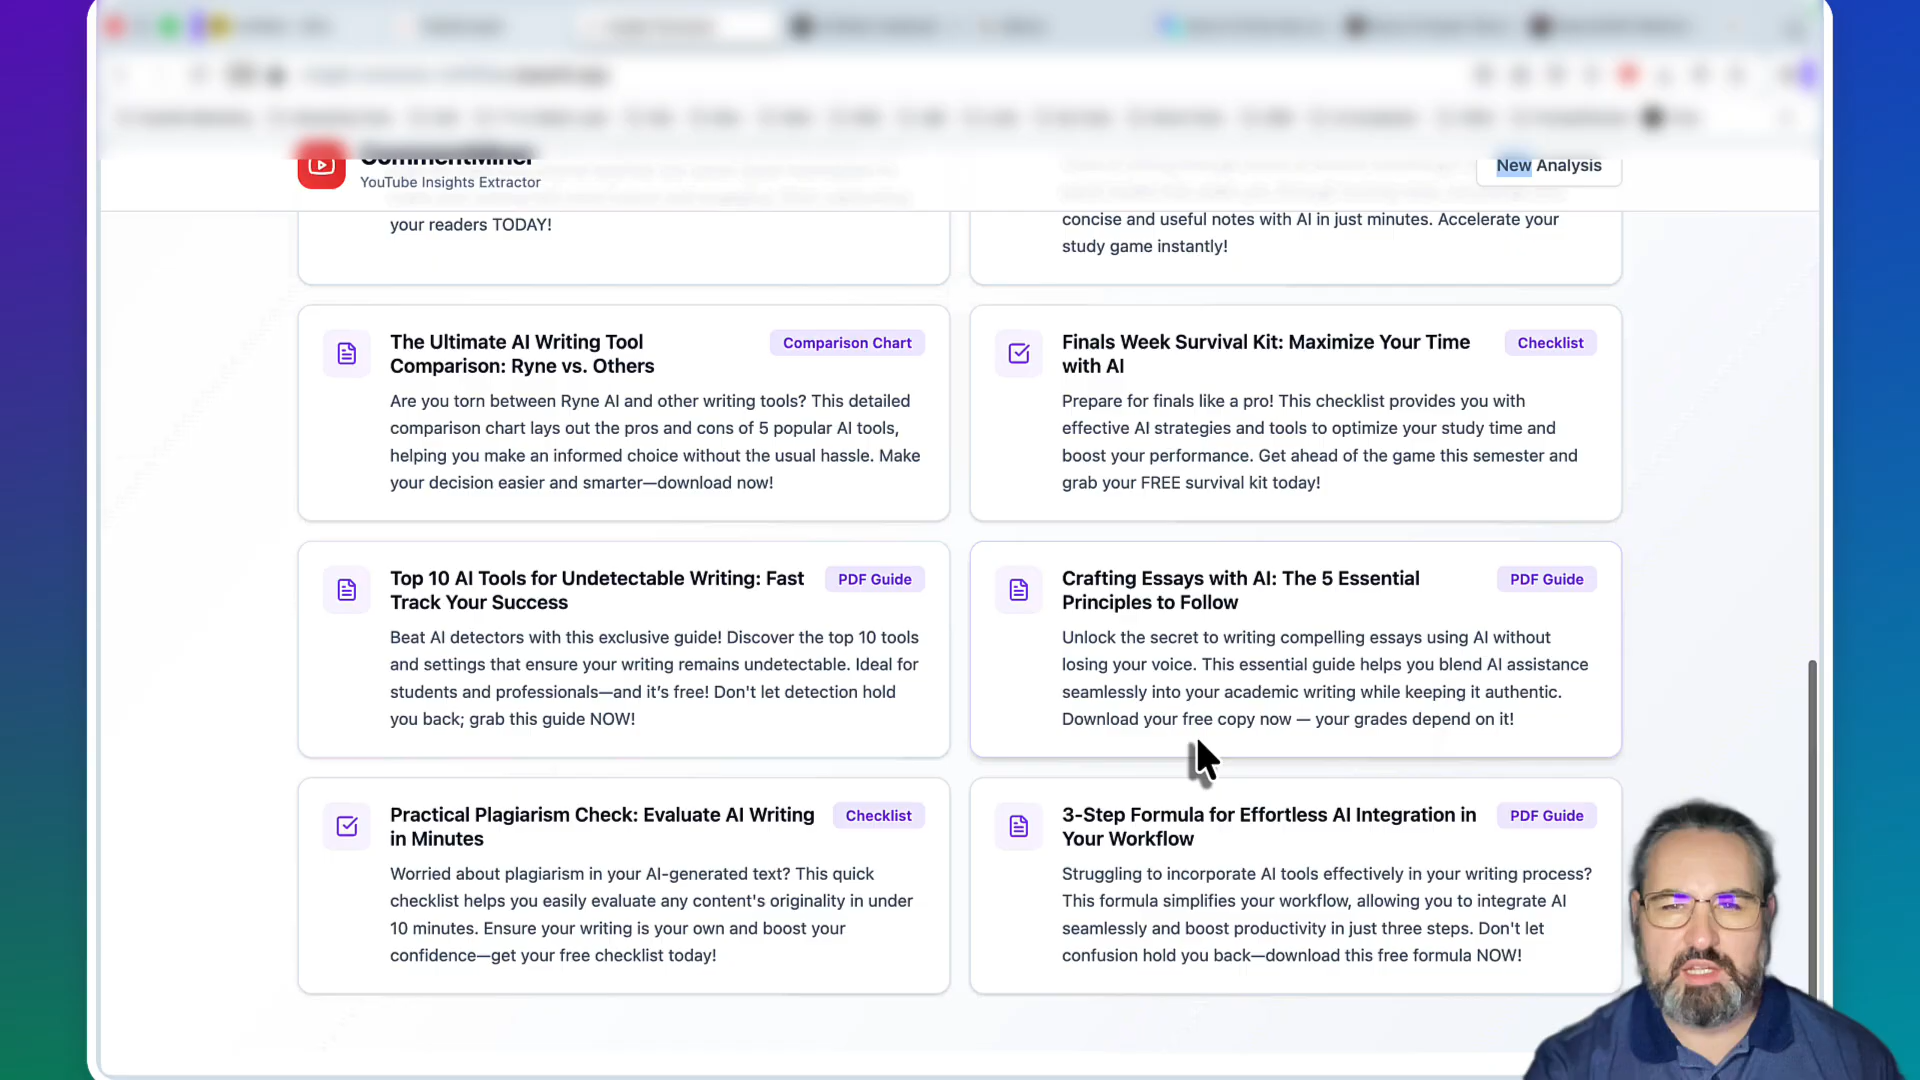 CommentMiner
YouTube Insights Extractor
New Analysis
your readers TODAY!
concise and useful notes with AI in just minutes. Accelerate your
study game instantly!
The Ultimate AI Writing Tool
Comparison: Ryne vs. Others
Comparison Chart
Are you torn between Ryne AI and other writing tools? This detailed
comparison chart lays out the pros and cons of 5 popular AI tools,
helping you make an informed choice without the usual hassle. Make
your decision easier and smarter—download now!
Finals Week Survival Kit: Maximize Your Time
with AI
Checklist
Prepare for finals like a pro! This checklist provides you with
effective AI strategies and tools to optimize your study time and
boost your performance. Get ahead of the game this semester and
grab your FREE survival kit today!
Top 10 AI Tools for Undetectable Writing: Fast
Track Your Success
PDF Guide
Beat AI detectors with this exclusive guide! Discover the top 10 tools
and settings that ensure your writing remains undetectable. Ideal for
students and professionals—and it's free! Don't let detection hold
you back; grab this guide NOW!
Crafting Essays with AI: The 5 Essential
Principles to Follow
PDF Guide
Unlock the secret to writing compelling essays using AI without
losing your voice. This essential guide helps you blend AI assistance
seamlessly into your academic writing while keeping it authentic.
Download your free copy now — your grades depend on it!
Practical Plagiarism Check: Evaluate AI Writing
in Minutes
Checklist
Worried about plagiarism in your AI-generated text? This quick
checklist helps you easily evaluate any content's originality in under
10 minutes. Ensure your writing is your own and boost your
confidence—get your free checklist today!
3-Step Formula for Effortless AI Integration in
Your Workflow
PDF Guide
Struggling to incorporate AI tools effectively in your writing process?
This formula simplifies your workflow, allowing you to integrate AI
seamlessly and boost productivity in just three steps. Don't let
confusion hold you back—download this free formula NOW!